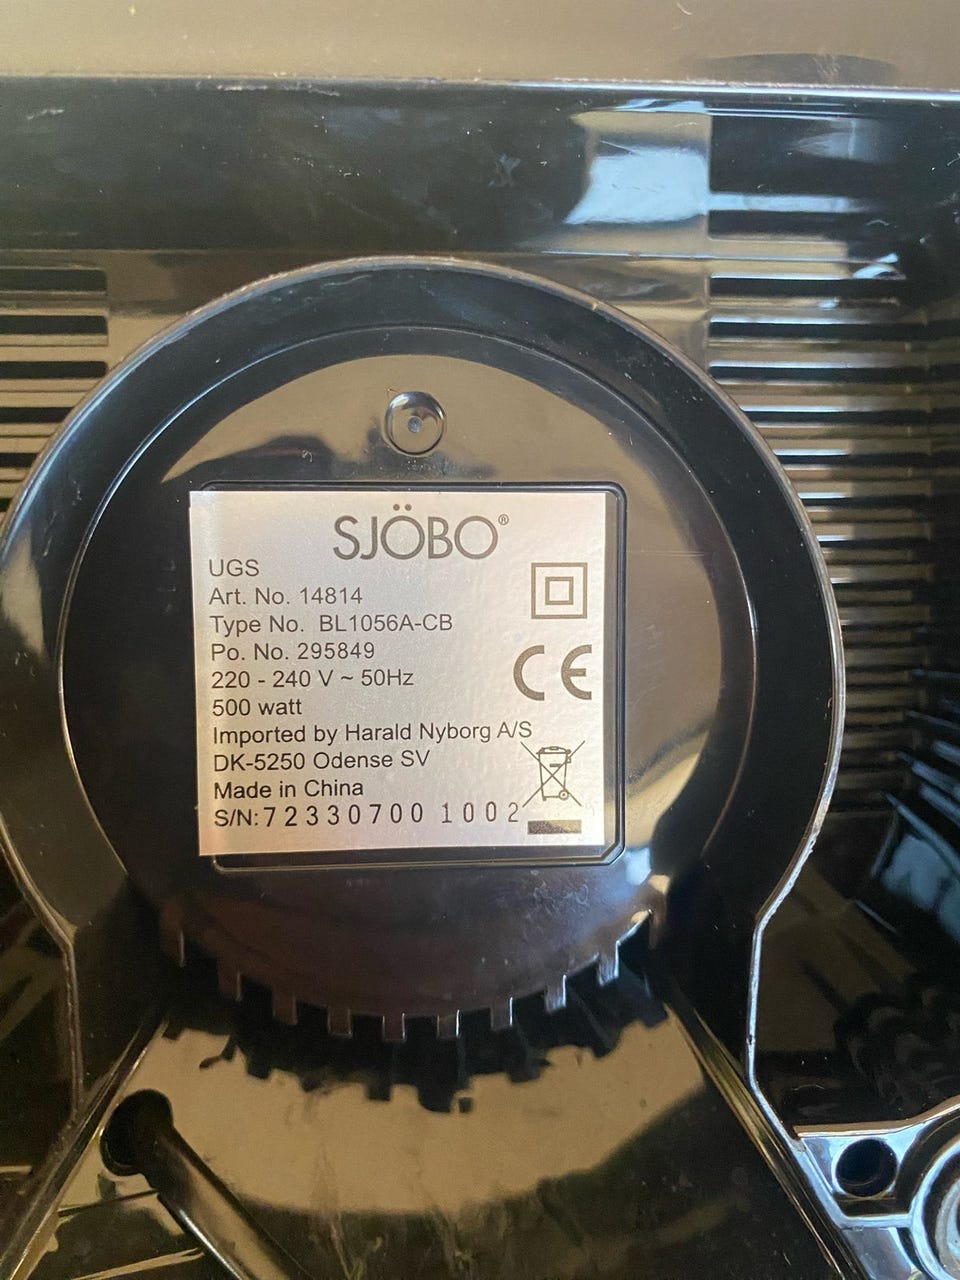 SJÖBO®
UGS
Art. No. 14814
Type No. BL1056A-CB
Po. No. 295849
220 - 240 V ~ 50Hz
500 watt
Imported by Harald Nyborg A/S
DK-5250 Odense SV
Made in China
S/N: 72330700 1002
CE